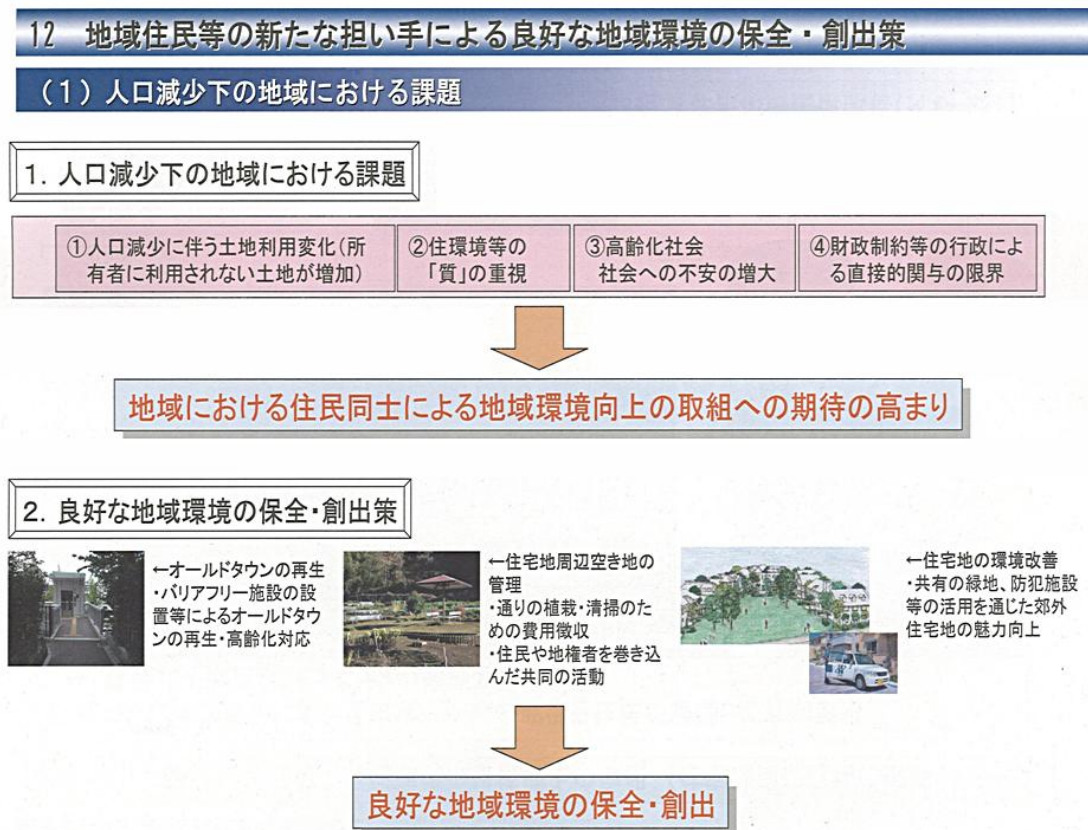 12　地域住民等の新たな担い手による良好な地域環境の保全・創出策
（１）人口減少下の地域における課題
1. 人口減少下の地域における課題
①人口減少に伴う土地利用変化（所
有者に利用されない土地が増加）
②住環境等の
「質」の重視
③高齢化社会
社会への不安の増大
④財政制約等の行政によ
る直接的関与の限界
地域における住民同士による地域環境向上の取組への期待の高まり
2. 良好な地域環境の保全・創出策
←オールドタウンの再生
・バリアフリー施設の設
置等によるオールドタウ
ンの再生・高齢化対応
←住宅地周辺空き地の
管理
・通りの植栽・清掃のた
めの費用徴収
・住民や地権者を巻き込
んだ共同の活動
←住宅地の環境改善
・共有の緑地、防犯施設
等の活用を通じた郊外
住宅地の魅力向上
良好な地域環境の保全・創出